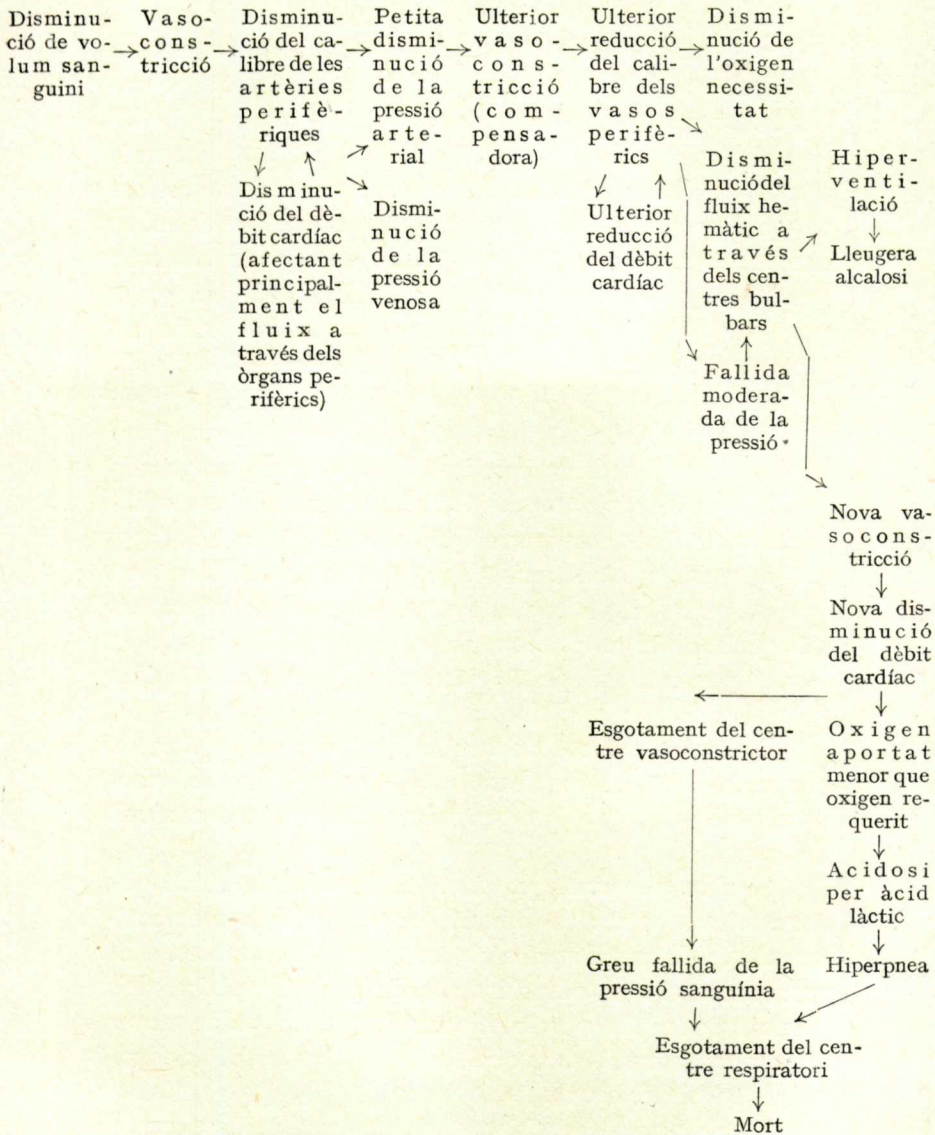 Disminu-
ció de vo-
lum san-
guini
Vaso-
cons-
tricció
Disminu-
ció del ca-
libre de les
artèries
perifè-
riques
Petita
dismi-
nució
de la
pressió
arte-
rial
Ulterior
vaso-
cons-
tricció
(com-
pensa-
dora)
Ulterior
reducció
del cali-
bre dels
vasos
perifè-
rics
Dismi-
nució de
l'oxigen
necessi-
tat
Disminu-
ció del dè-
bit cardíac
(afectant
principal-
ment el
fluix a
través dels
òrgans pe-
rifèrics)
Dismi-
nució
de la
pressió
venosa
Ulterior
reducció
del dèbit
cardíac
Dismi-
nució del
fluix he-
màtic a
través
dels cen-
tres bul-
bars
Hiper-
venti-
lació
Lleugera
alcalosi
Fallida
modera-
da de la
pressió
Nova va-
socons-
tricció
Nova dis-
minució
del dèbit
cardíac
Esgotament del cen-
tre vasoconstrictor
Oxigen
aportat
menor que
oxigen re-
querit
Acidosi
per àcid
làctic
Greu fallida de la
pressió sanguínia
Hiperpnea
Esgotament del cen-
tre respiratori
Mort